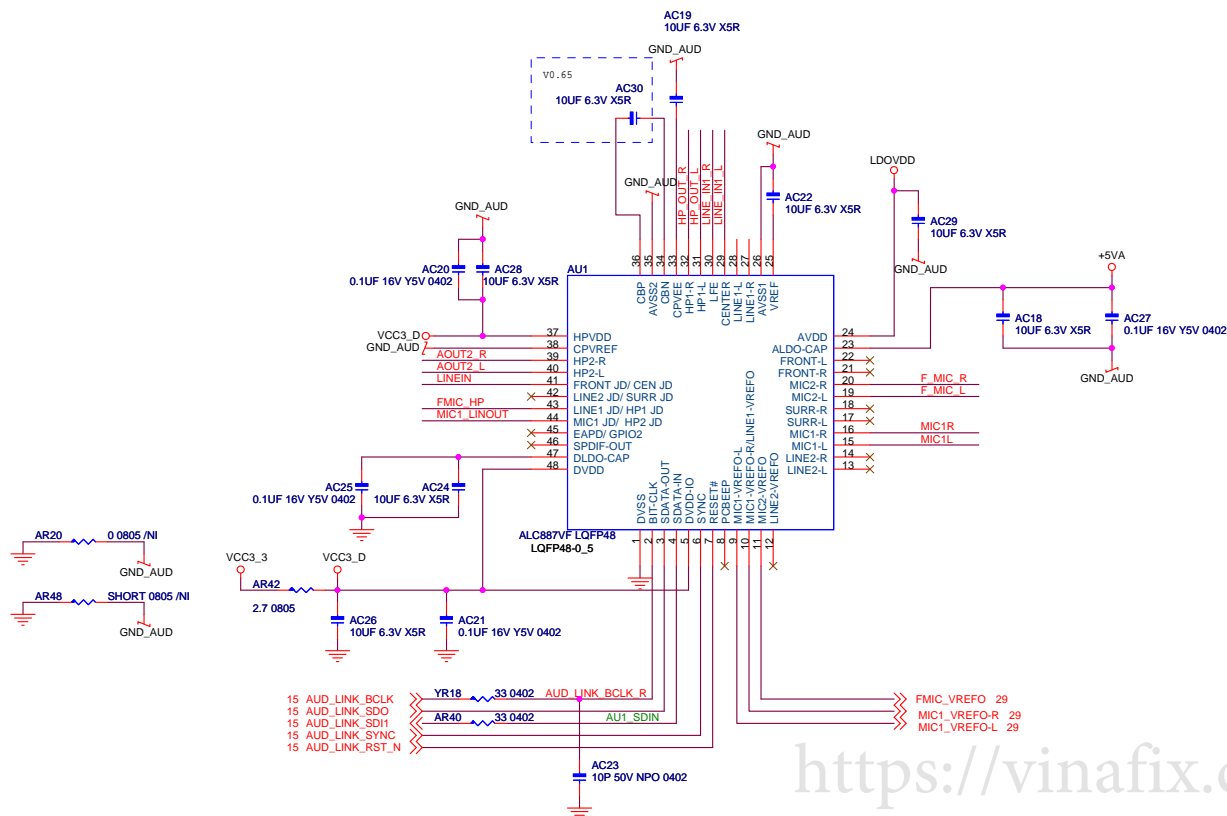 AC19
10UF 6.3V X5R
GND_AUD
V0.65
AC30
10UF 6.3V X5R
GND_AUD
HP_OUT_R
HP_OUT_L
LINE_IN1_R
LINE_IN1_L
GND_AUD
AC22
10UF 6.3V X5R
LDOVDD
AC29
10UF 6.3V X5R
GND_AUD
+5VA
AC18
10UF 6.3V X5R
AC27
0.1UF 16V Y5V 0402
GND_AUD
GND_AUD
AC20
0.1UF 16V Y5V 0402
AC28
10UF 6.3V X5R
AU1
36 CBP
35 AVSS2
34 CBN
33 CPVEE
32 HP1-R
31 HP1-L
30 LFE
29 CENTER
28 LINE1-L
27 LINE1-R
26 AVSS1
25 VREF
VCC3_D
GND_AUD
AOUT2_R
AOUT2_L
LINEIN
FMIC_HP
MIC1_LINOUT
37 HPVDD
38 CPVREF
39 HP2-R
40 HP2-L
41 FRONT JD/ CEN JD
42 LINE2 JD/ SURR JD
43 LINE1 JD/ HP1 JD
44 MIC1 JD/ HP2 JD
45 EAPD/ GPIO2
46 SPDIF-OUT
47 DLDO-CAP
48 DVDD
AVDD 24
ALDO-CAP 23
FRONT-L 22
FRONT-R 21
MIC2-R 20
MIC2-L 19
SURR-R 18
SURR-L 17
MIC1-R 16
MIC1-L 15
LINE2-R 14
LINE2-L 13
F_MIC_R
F_MIC_L
MIC1R
MIC1L
DVSS 1
BIT-CLK 2
SDATA-OUT 3
SDATA-IN 4
DVDD-IO 5
SYNC 6
RESET# 7
PCBEEP 8
MIC1-VREFO-L 9
MIC1-VREFO-R/LINE1-VREFO 10
MIC2-VREFO 11
LINE2-VREFO 12
ALC887VF LQFP48
LQFP48-0_5
AC25
0.1UF 16V Y5V 0402
AC24
10UF 6.3V X5R
AR20 0 0805 /NI
GND_AUD
AR48 SHORT 0805 /NI
GND_AUD
VCC3_3
VCC3_D
AR42
2.7 0805
AC26
10UF 6.3V X5R
AC21
0.1UF 16V Y5V 0402
15 AUD_LINK_BCLK YR18 33 0402 AUD_LINK_BCLK_R
15 AUD_LINK_SDO
15 AUD_LINK_SDI1 AR40 33 0402 AU1_SDIN
15 AUD_LINK_SYNC
15 AUD_LINK_RST_N
FMIC_VREFO 29
MIC1_VREFO-R 29
MIC1_VREFO-L 29
AC23
10P 50V NPO 0402
https://vinafix.c